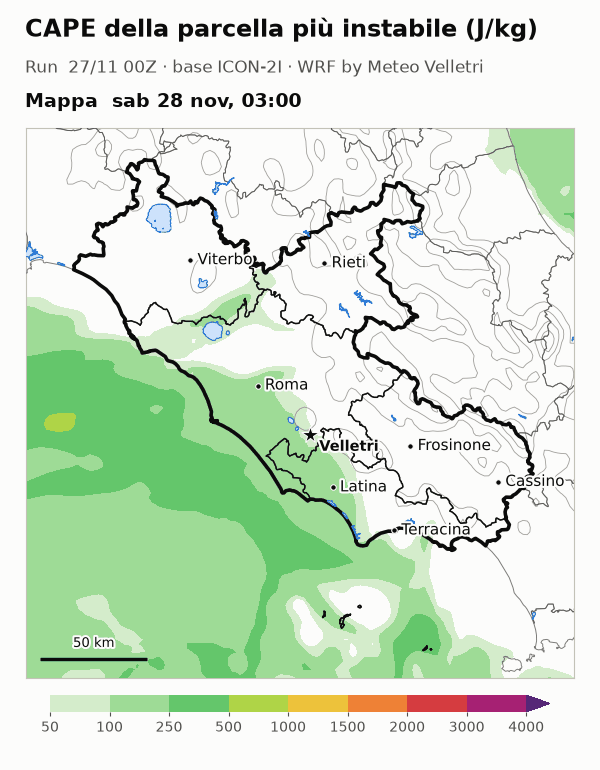 CAPE della parcella più instabile (J/kg)
Run 27/11 00Z · base ICON-2I · WRF by Meteo Velletri
Mappa sab 28 nov, 03:00
Viterbo
Rieti
Roma
Velletri
Frosinone
Cassino
Latina
Terracina
50 km
50 100 250 500 1000 1500 2000 3000 4000